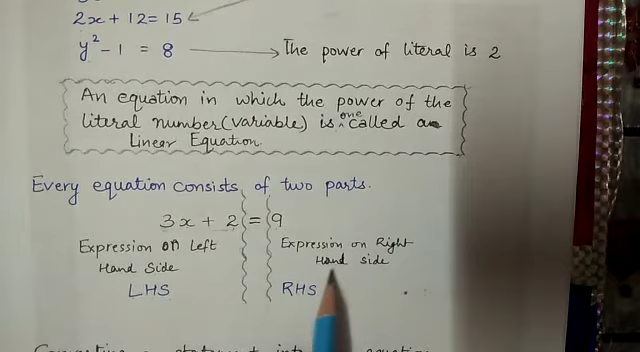 2x + 12 = 15
y² - 1 = 8 → The power of literal is 2
An equation in which the power of the
literal number (variable) is one called a
Linear Equation.
Every equation consists of two parts.
3x + 2 = 9
Expression on Left Hand Side
LHS
Expression on Right Hand side
RHS